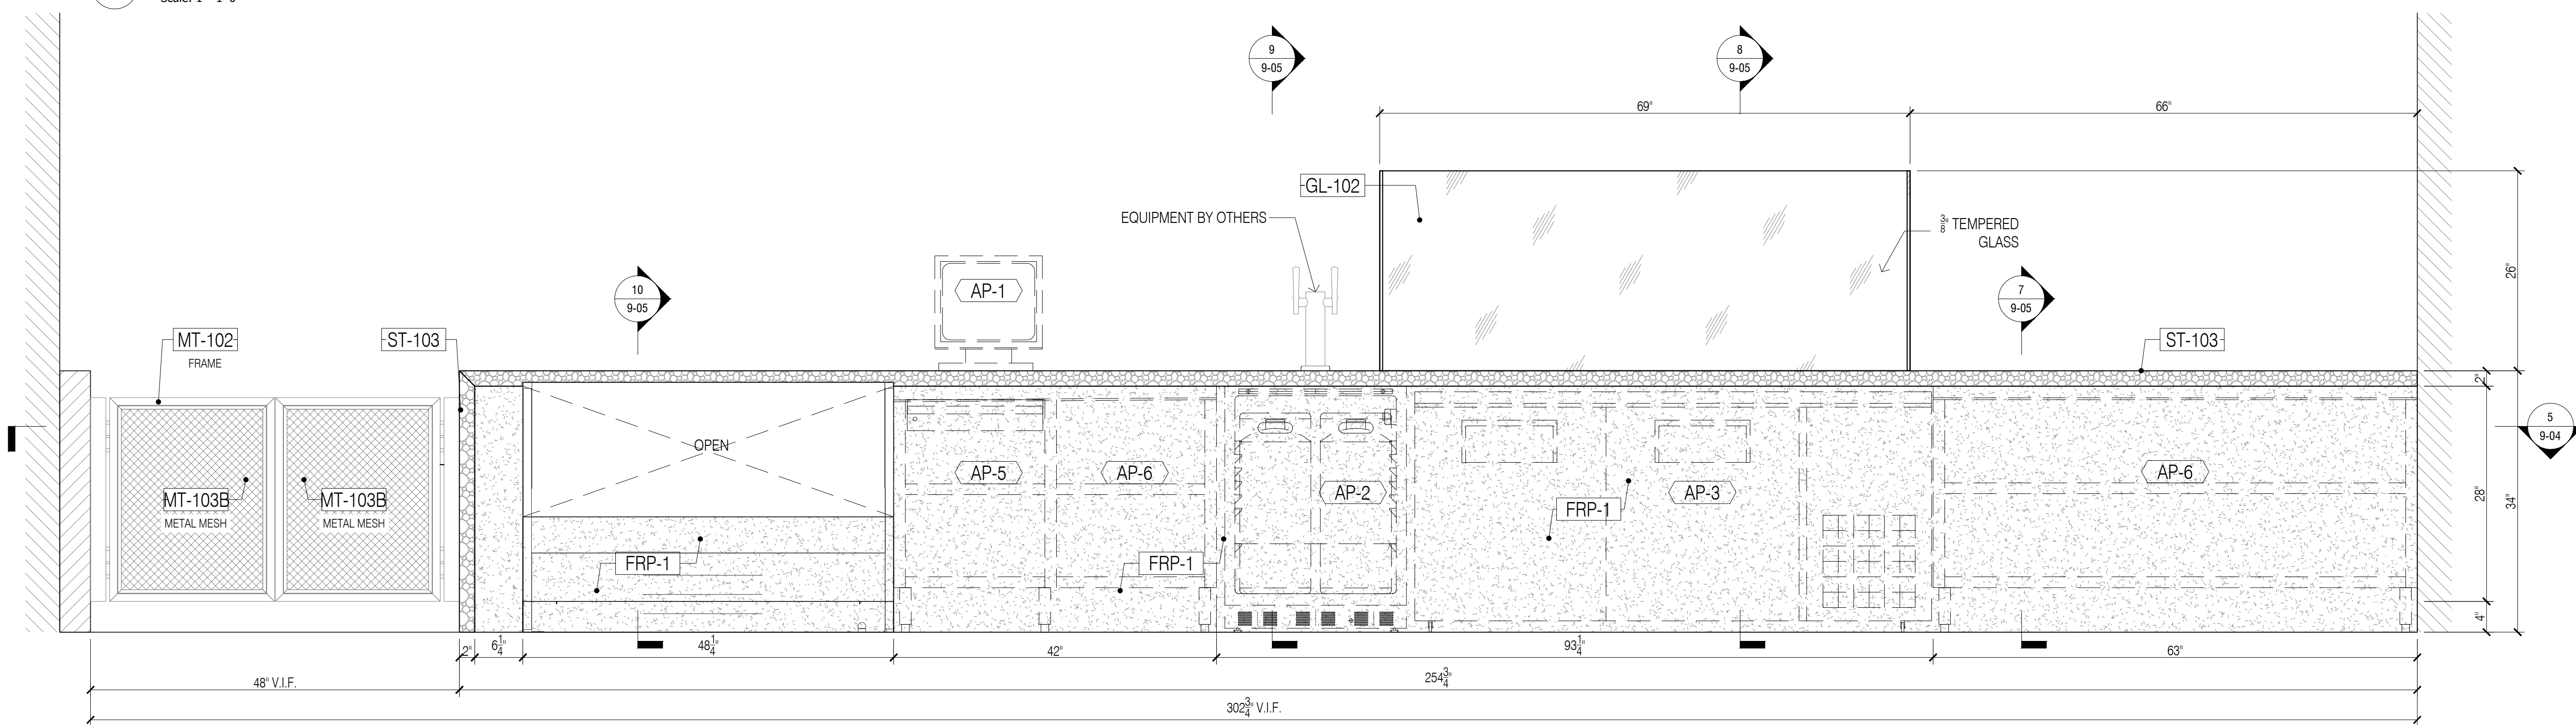 9
9-05
8
9-05
69"
66"
GL-102
EQUIPMENT BY OTHERS
3/8" TEMPERED
GLASS
26"
10
9-05
AP-1
7
9-05
MT-102
FRAME
ST-103
ST-103
2"
5
9-04
OPEN
MT-103B
METAL MESH
MT-103B
METAL MESH
AP-5
AP-6
AP-2
AP-3
AP-6
FRP-1
28"
34"
FRP-1
FRP-1
4"
2"
6 1/4"
48 1/4"
42"
93 1/4"
63"
48" V.I.F.
254 3/4"
302 3/4" V.I.F.